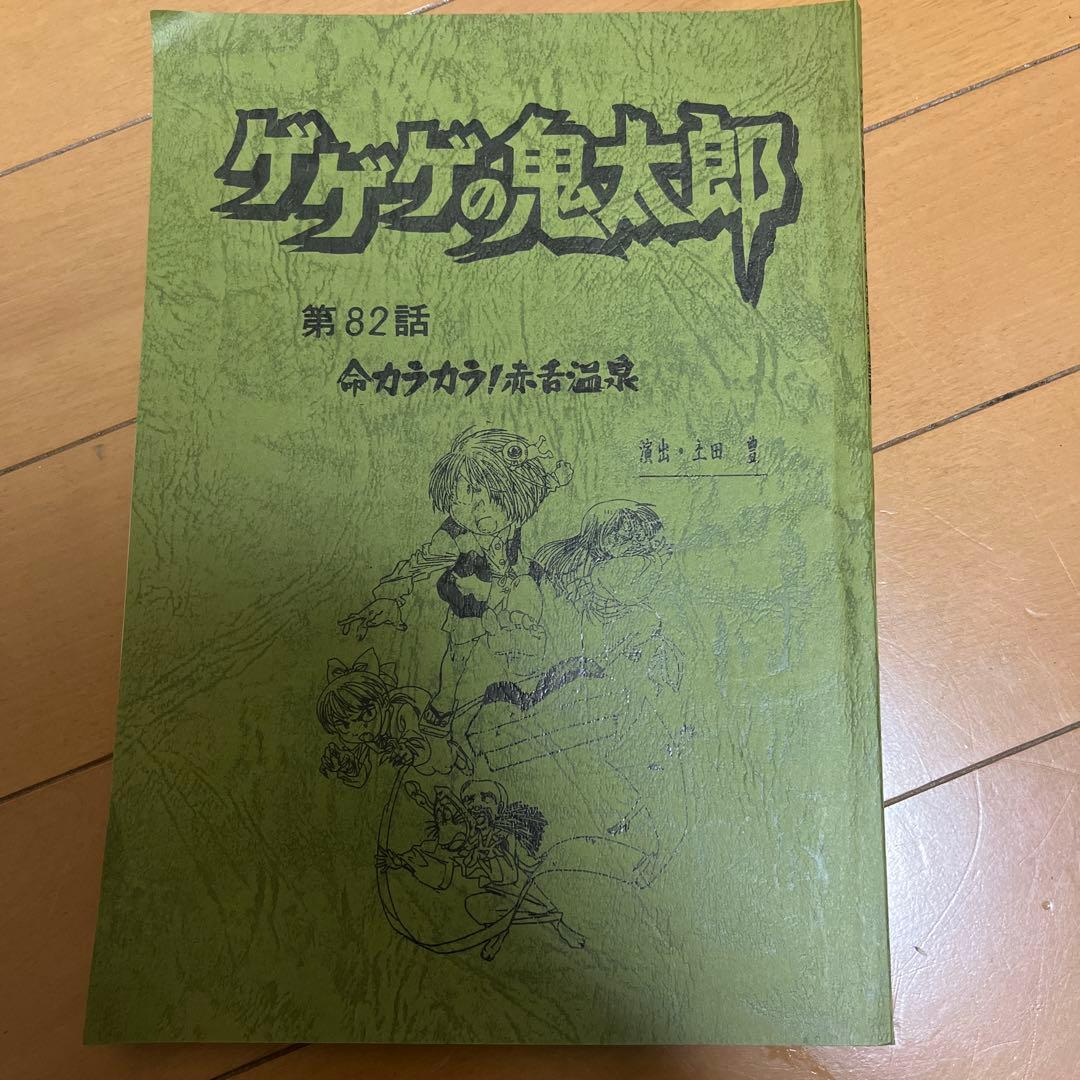 ゲゲゲの鬼太郎
第82話
命カラカラ!赤舌温泉
演出・土田 豊